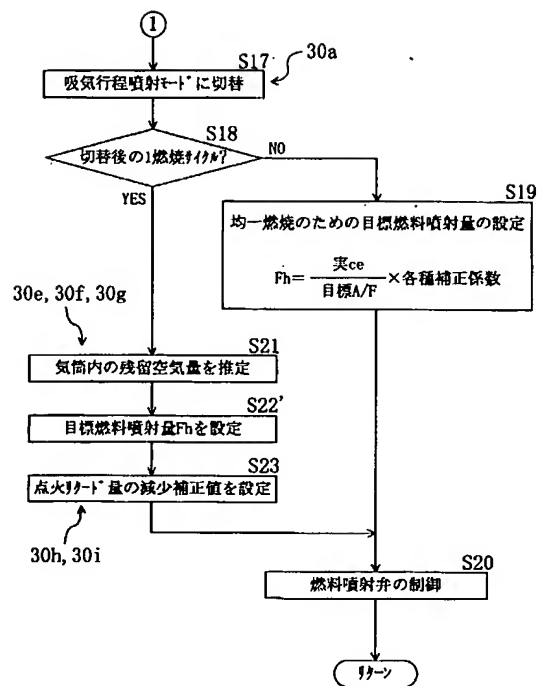 1
S17
30a
吸気行程噴射ﾓｰﾄﾞに切替
S18
切替後の1燃焼ｻｲｸﾙ?
NO
YES
S19
均一燃焼のための目標燃料噴射量の設定
Fh= 実ce / 目標A/F ×各種補正係数
30e, 30f, 30g
S21
気筒内の残留空気量を推定
S22'
目標燃料噴射量Fhを設定
S23
点火ﾘﾀｰﾄﾞ量の減少補正値を設定
30h, 30i
S20
燃料噴射弁の制御
ﾘﾀｰﾝ